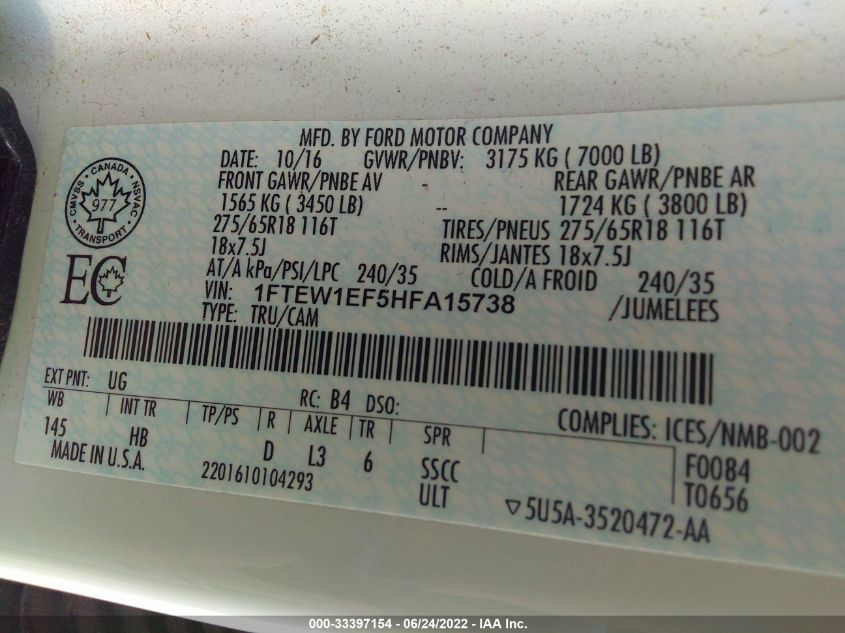 MFD. BY FORD MOTOR COMPANY
DATE: 10/16 GVWR/PNBV: 3175 KG ( 7000 LB)
FRONT GAWR/PNBE AV REAR GAWR/PNBE AR
1565 KG ( 3450 LB) -- 1724 KG ( 3800 LB)
275/65R18 116T TIRES/PNEUS 275/65R18 116T
18x7.5J RIMS/JANTES 18x7.5J
AT/A kPa/PSI/LPC 240/35 COLD/A FROID 240/35
VIN: 1FTEW1EF5HFA15738 /JUMELEES
TYPE: TRU/CAM
CANADA
CMVSS NSVAC
977
TRANSPORT
EC
EXT PNT: UG RC: B4 DSO: COMPLIES: ICES/NMB-002
WB INT TR TP/PS R AXLE TR SPR F0084
145 HB D L3 6 SSCC T0656
MADE IN U.S.A. 2201610104293 ULT ▽5U5A-3520472-AA
000-33397154 - 06/24/2022 - IAA Inc.